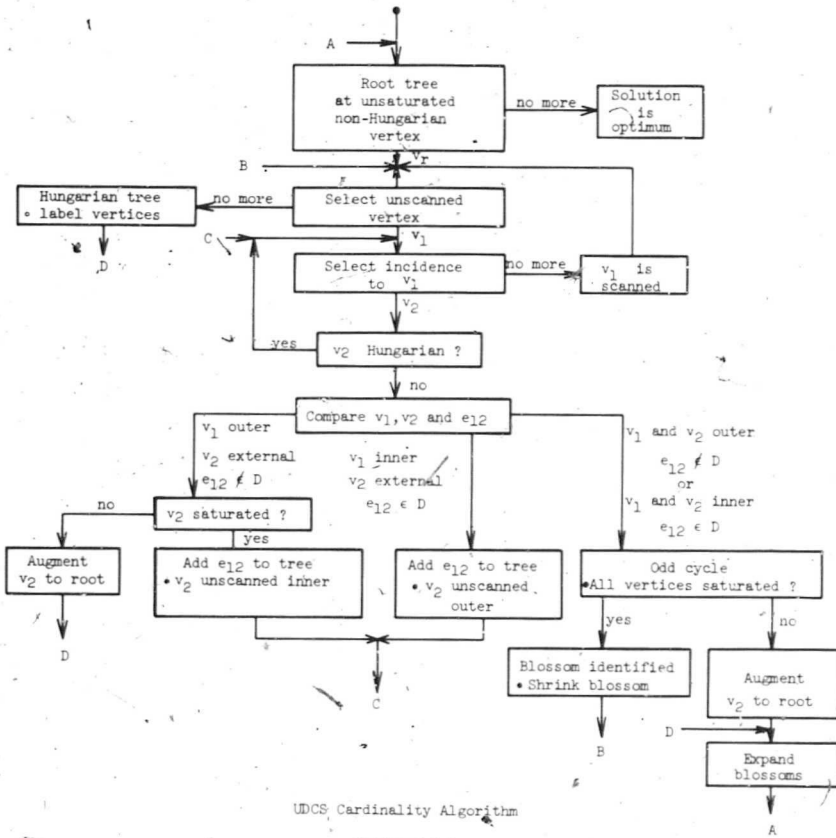 A
Root tree
at unsaturated
non-Hungarian
vertex
no more
Solution
is
optimum
v_r
B
Hungarian tree
• label vertices
no more
Select unscanned
vertex
D
C
v_1
Select incidence
to v_1
no more
v_1 is
scanned
v_2
yes
v_2 Hungarian ?
no
Compare v_1,v_2 and e_12
v_1 outer
v_2 external
e_12 ∉ D
v_1 inner
v_2 external
e_12 ϵ D
v_1 and v_2 outer
e_12 ∉ D
or
v_1 and v_2 inner
e_12 ϵ D
no
v_2 saturated ?
yes
Augment
v_2 to root
Add e_12 to tree
• v_2 unscanned inner
Add e_12 to tree
• v_2 unscanned
outer
Odd cycle
•All vertices saturated ?
D
C
yes
no
Blossom identified
• Shrink blossom
Augment
v_2 to root
B
D
Expand
blossoms
A
UDCS Cardinality Algorithm